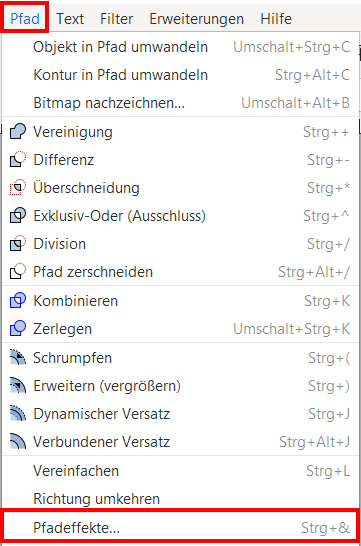 Pfad Text Filter Erweiterungen Hilfe
Objekt in Pfad umwandeln Umschalt+Strg+C
Kontur in Pfad umwandeln Strg+Alt+C
Bitmap nachzeichnen... Umschalt+Alt+B
Vereinigung Strg++
Differenz Strg+-
Überschneidung Strg+*
Exklusiv-Oder (Ausschluss) Strg+^
Division Strg+/
Pfad zerschneiden Strg+Alt+/
Kombinieren Strg+K
Zerlegen Umschalt+Strg+K
Schrumpfen Strg+(
Erweitern (vergrößern) Strg+)
Dynamischer Versatz Strg+J
Verbundener Versatz Strg+Alt+J
Vereinfachen Strg+L
Richtung umkehren
Pfadeffekte... Strg+&